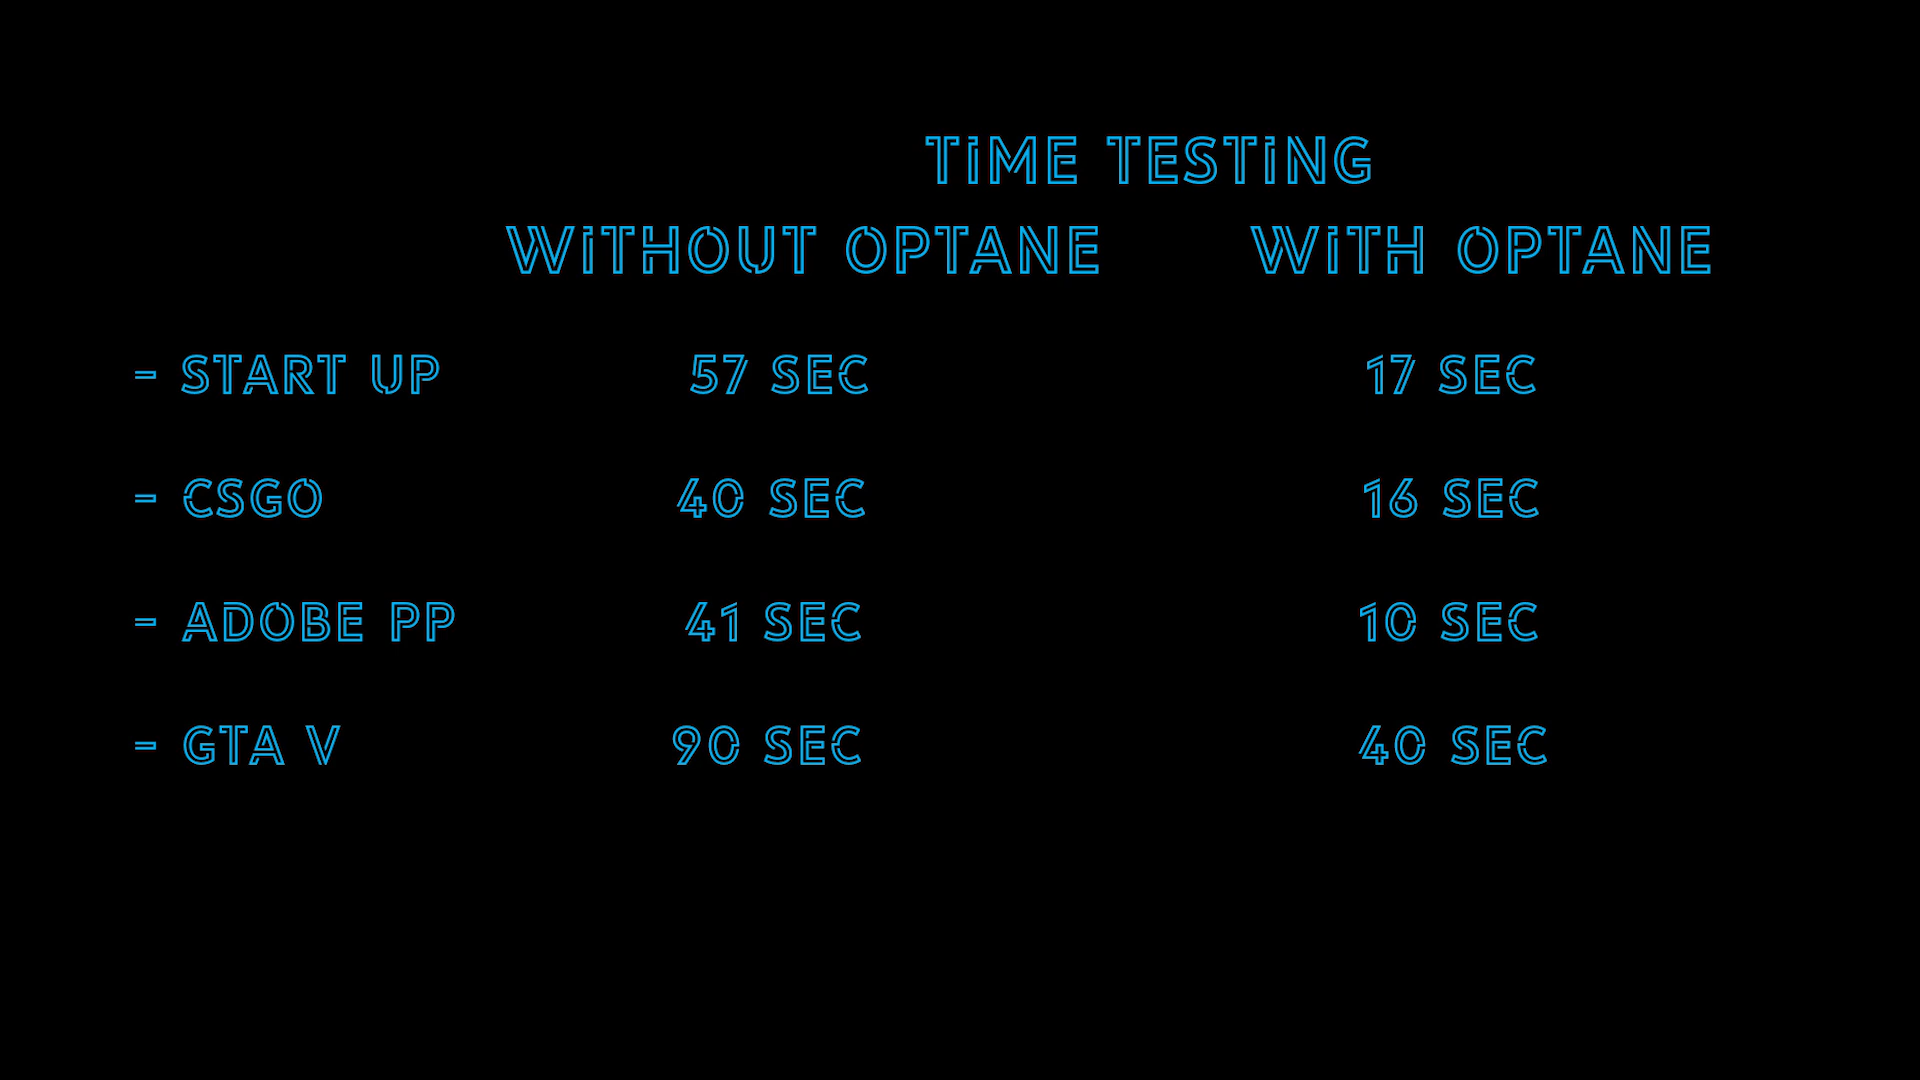 TiME TESTiNG
WiTHOUT OPTANE WiTH OPTANE
- START UP 57 SEC 17 SEC
- CSGO 40 SEC 16 SEC
- ADOBE PP 41 SEC 10 SEC
- GTA V 90 SEC 40 SEC